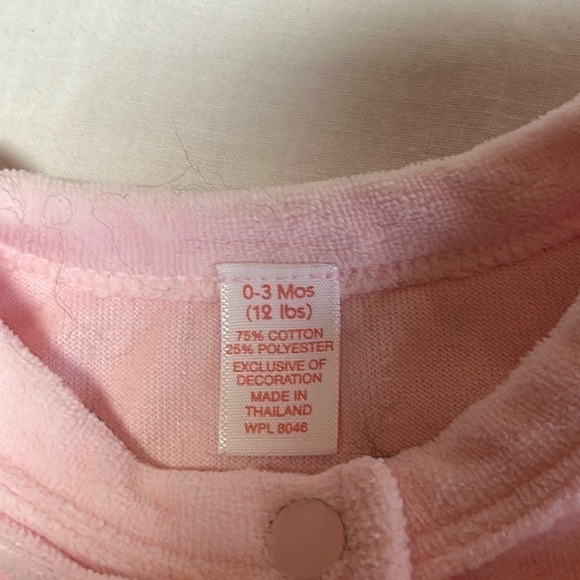 0-3 Mos
(12 lbs)
75% COTTON
25% POLYESTER
EXCLUSIVE OF
DECORATION
MADE IN
THAILAND
WPL 8046